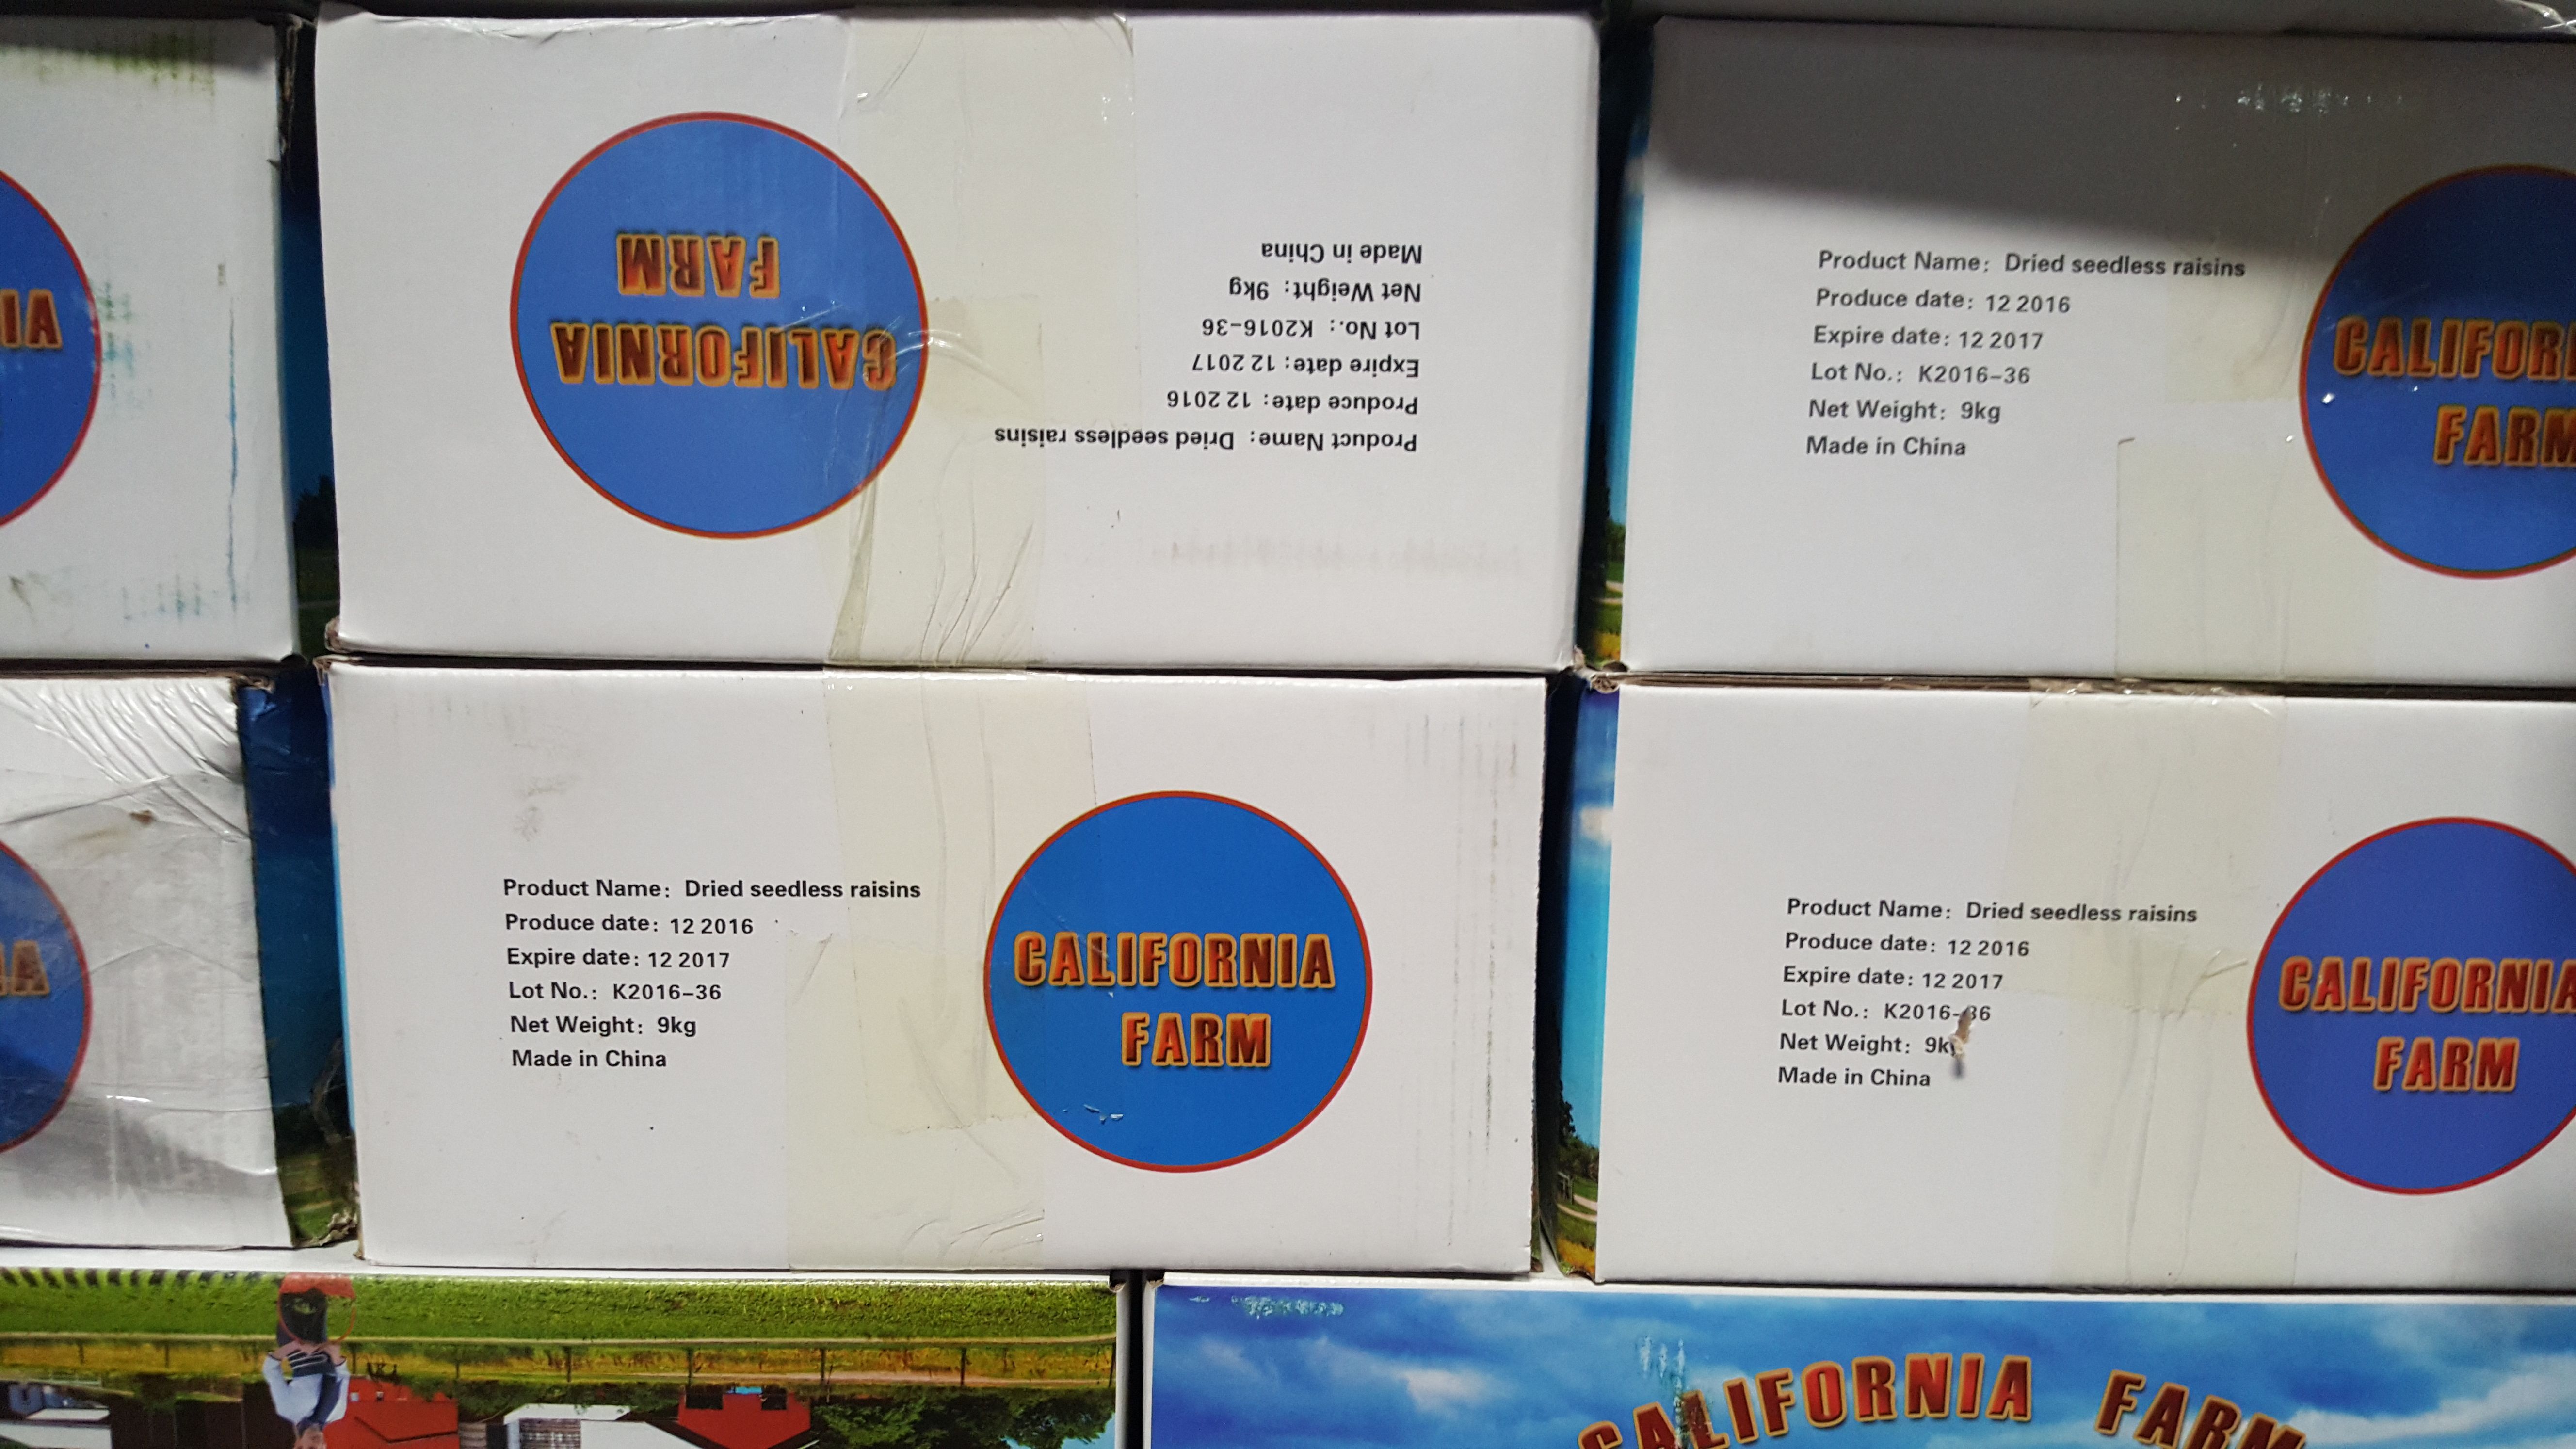 CALIFORNIA
FARM
Product Name: Dried seedless raisins
Produce date: 12 2016
Expire date: 12 2017
Lot No.: K2016-36
Net Weight: 9kg
Made in China
Product Name: Dried seedless raisins
Produce date: 12 2016
Expire date: 12 2017
Lot No.: K2016-36
Net Weight: 9kg
Made in China
FARM
Product Name: Dried seedless raisins
Produce date: 12 2016
Expire date: 12 2017
Lot No.: K2016-36
Net Weight: 9kg
Made in China
CALIFORNIA
FARM
Product Name: Dried seedless raisins
Produce date: 12 2016
Expire date: 12 2017
Lot No.: K2016-36
Net Weight: 9kg
Made in China
CALIFORNIA
FARM
CALIFORNIA FARM